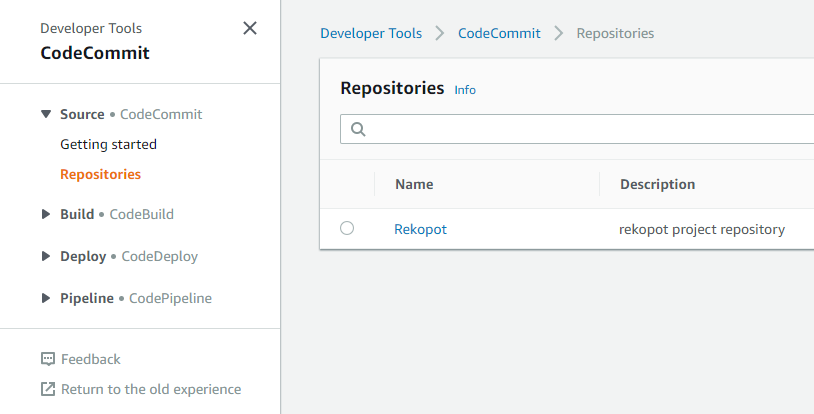 Developer Tools
CodeCommit
Source • CodeCommit
Getting started
Repositories
Build • CodeBuild
Deploy • CodeDeploy
Pipeline • CodePipeline
Feedback
Return to the old experience
Developer Tools > CodeCommit > Repositories
Repositories Info
Name Description
Rekopot rekopot project repository